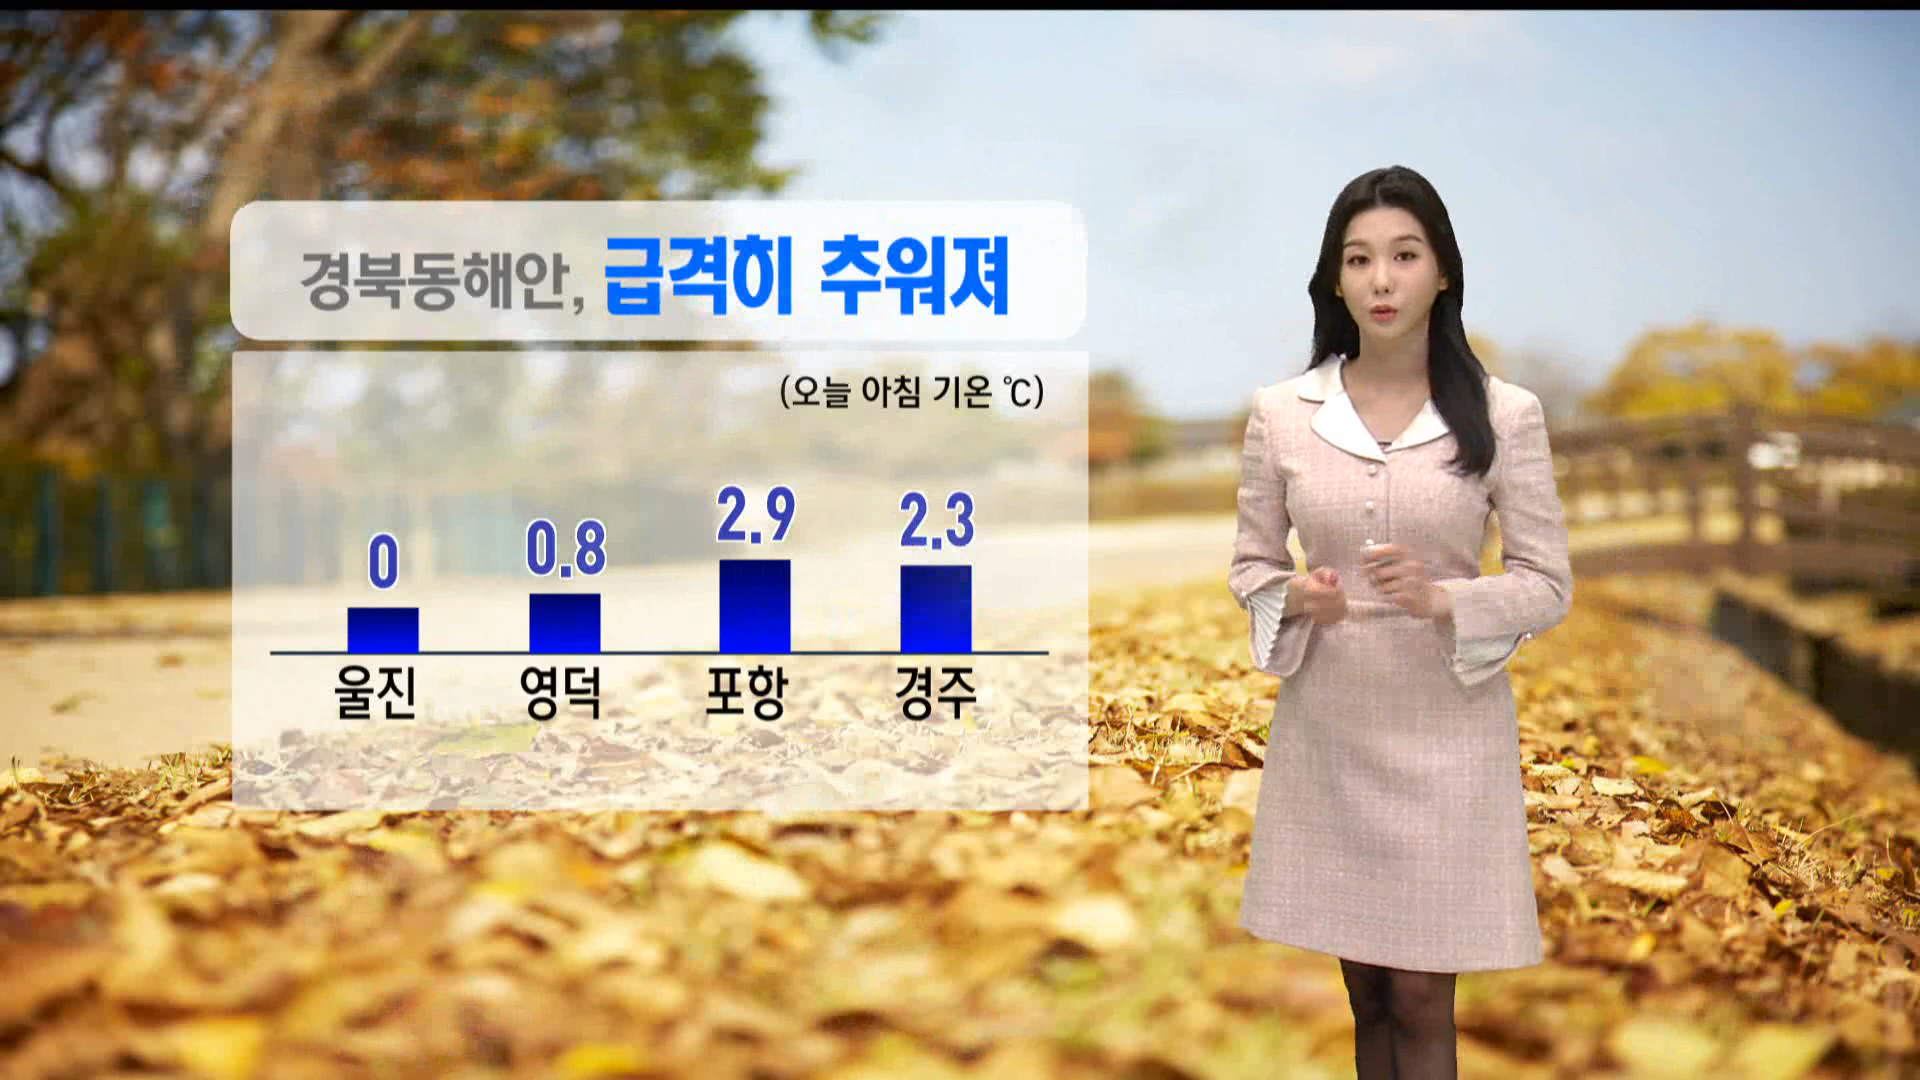 경북동해안, 급격히 추워져
(오늘 아침 기온 ℃)
0 0.8 2.9 2.3
울진 영덕 포항 경주